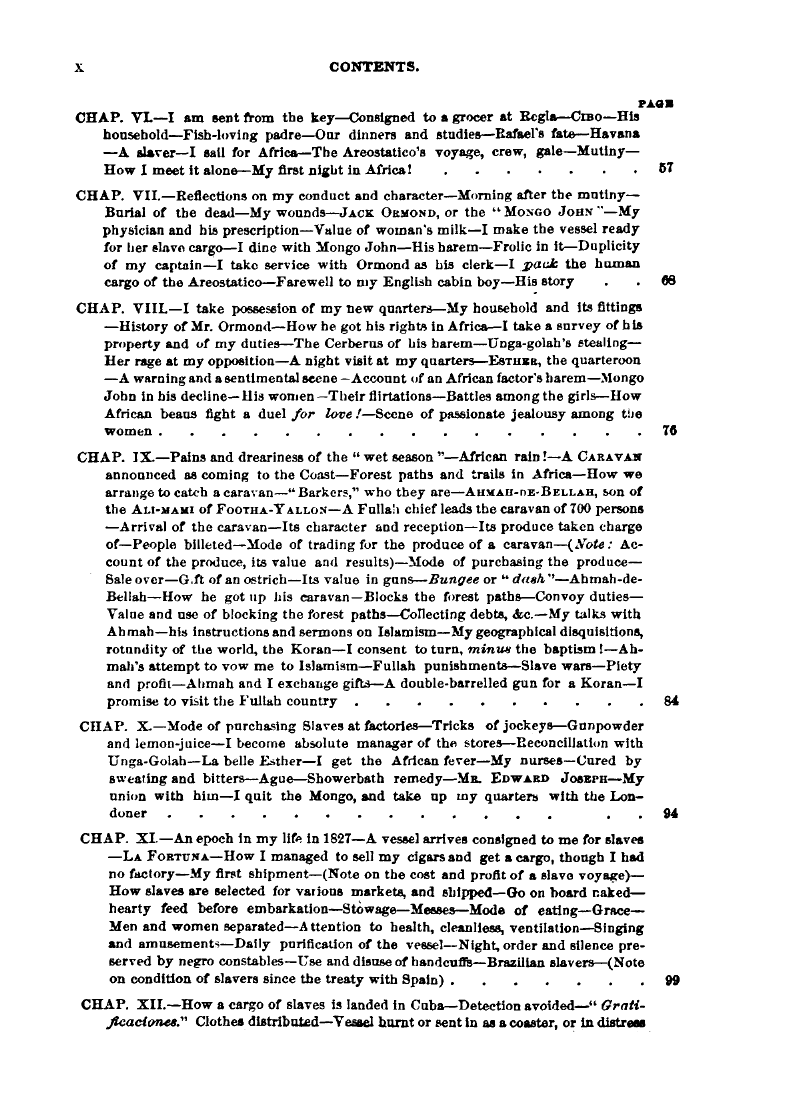 x CONTENTS.
PAGE
CHAP. VI.—I am sent from the key—Consigned to a grocer at Regla—CIBO—His
household—Fish-loving padre—Our dinners and studies—Rafael's fate—Havana
—A slaver—I sail for Africa—The Areostatico's voyage, crew, gale—Mutiny—
How I meet it alone—My first night in Africa! . . . . . . . 57
CHAP. VII.—Reflections on my conduct and character—Morning after the mutiny—
Burial of the dead—My wounds—JACK ORMOND, or the "MONGO JOHN"—My
physician and his prescription—Value of woman's milk—I make the vessel ready
for her slave cargo—I dine with Mongo John—His harem—Frolic in it—Duplicity
of my captain—I take service with Ormond as his clerk—I pack the human
cargo of the Areostatico—Farewell to my English cabin boy—His story . . 68
CHAP. VIII.—I take possession of my new quarters—My household and its fittings
—History of Mr. Ormond—How he got his rights in Africa—I take a survey of his
property and of my duties—The Cerberus of his harem—Unga-golah's stealing—
Her rage at my opposition—A night visit at my quarters—ESTHER, the quarteroon
—A warning and a sentimental scene—Account of an African factor's harem—Mongo
John in his decline—His women—Their flirtations—Battles among the girls—How
African beaus fight a duel for love!—Scene of passionate jealousy among the
women . . . . . . . . . . . . . . . . 76
CHAP. IX.—Pains and dreariness of the "wet season"—African rain!—A CARAVAN
announced as coming to the Coast—Forest paths and trails in Africa—How we
arrange to catch a caravan—"Barkers," who they are—AHMAH-DE-BELLAH, son of
the ALI-MAMI of FOOTHA-YALLON—A Fullah chief leads the caravan of 700 persons
—Arrival of the caravan—Its character and reception—Its produce taken charge
of—People billeted—Mode of trading for the produce of a caravan—(Note: Ac-
count of the produce, its value and results)—Mode of purchasing the produce—
Sale over—Gift of an ostrich—Its value in guns—Bungee or "dash"—Ahmah-de-
Bellah—How he got up his caravan—Blocks the forest paths—Convoy duties—
Value and use of blocking the forest paths—Collecting debts, &c.—My talks with
Ahmah—his instructions and sermons on Islamism—My geographical disquisitions,
rotundity of the world, the Koran—I consent to turn, minus the baptism!—Ah-
mah's attempt to vow me to Islamism—Fullah punishments—Slave wars—Piety
and profit—Ahmah and I exchange gifts—A double-barrelled gun for a Koran—I
promise to visit the Fullah country . . . . . . . . . . 84
CHAP. X.—Mode of purchasing Slaves at factories—Tricks of jockeys—Gunpowder
and lemon-juice—I become absolute manager of the stores—Reconciliation with
Unga-Golah—La belle Esther—I get the African fever—My nurses—Cured by
sweating and bitters—Ague—Showerbath remedy—MR. EDWARD JOSEPH—My
union with him—I quit the Mongo, and take up my quarters with the Lon-
doner . . . . . . . . . . . . . . . . 94
CHAP. XI.—An epoch in my life in 1827—A vessel arrives consigned to me for slaves
—LA FORTUNA—How I managed to sell my cigars and get a cargo, though I had
no factory—My first shipment—(Note on the cost and profit of a slave voyage)—
How slaves are selected for various markets, and shipped—Go on board naked—
hearty feed before embarkation—Stowage—Messes—Mode of eating—Grace—
Men and women separated—Attention to health, cleanliess, ventilation—Singing
and amusements—Daily purification of the vessel—Night, order and silence pre-
served by negro constables—Use and disuse of handcuffs—Brazilian slavers—(Note
on condition of slavers since the treaty with Spain) . . . . . . . 99
CHAP. XII.—How a cargo of slaves is landed in Cuba—Detection avoided—"Grati-
ficaciones." Clothes distributed—Vessel burnt or sent in as a coaster, or in distress